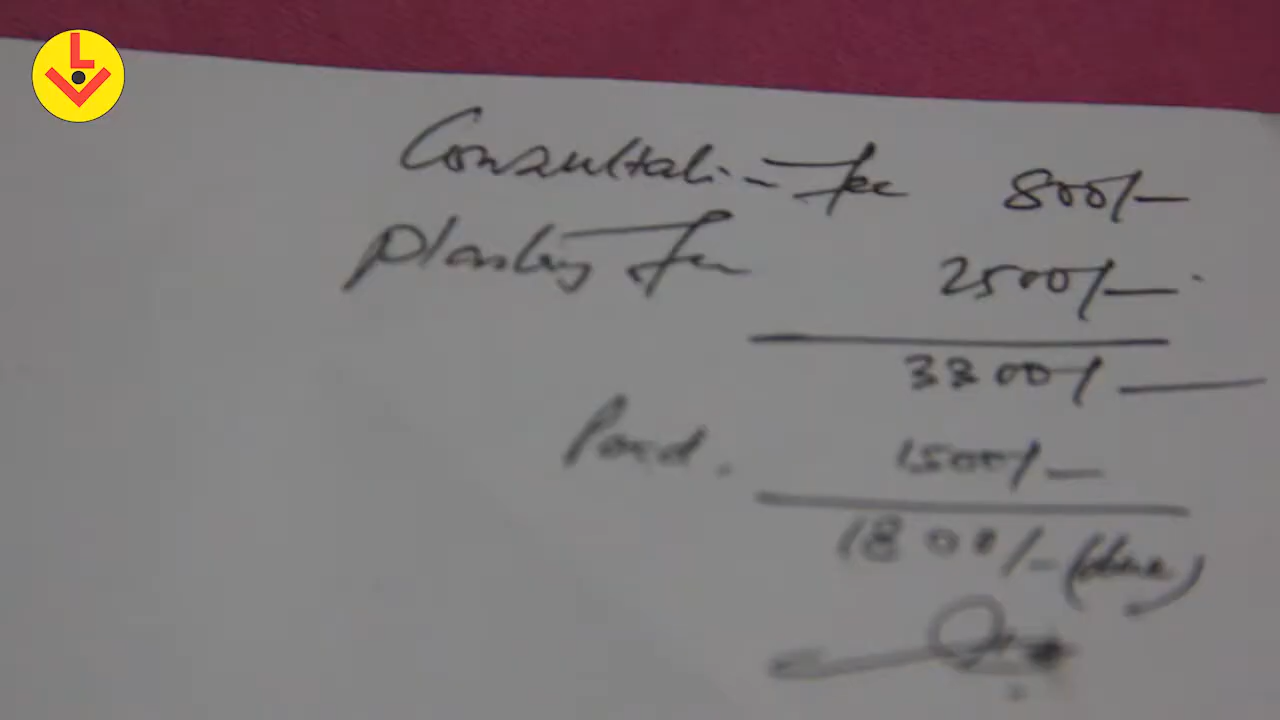 Consultation Fee 800/-
Plastering Fee 2500/-
3300/-
Paid. 1500/-
1800/- (due)